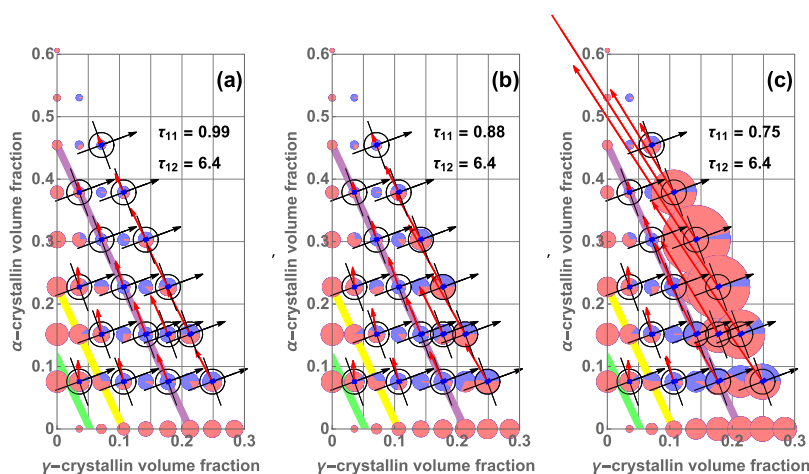 (a)
τ11 = 0.99
τ12 = 6.4
α−crystallin volume fraction
0.6
0.5
0.4
0.3
0.2
0.1
0
0 0.1 0.2 0.3
γ−crystallin volume fraction
,
(b)
τ11 = 0.88
τ12 = 6.4
α−crystallin volume fraction
0.6
0.5
0.4
0.3
0.2
0.1
0
0 0.1 0.2 0.3
γ−crystallin volume fraction
,
(c)
τ11 = 0.75
τ12 = 6.4
α−crystallin volume fraction
0.6
0.5
0.4
0.3
0.2
0.1
0
0 0.1 0.2 0.3
γ−crystallin volume fraction